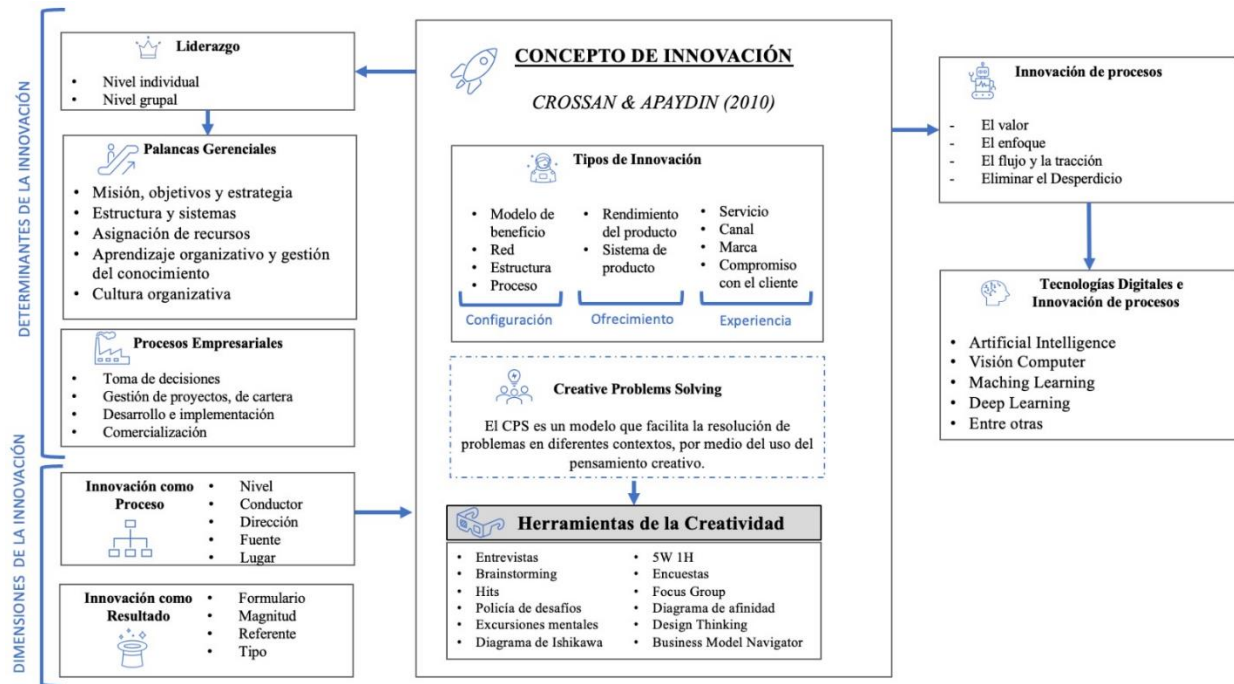 DETERMINANTES DE LA INNOVACIÓN
Liderazgo
• Nivel individual
• Nivel grupal
Palancas Gerenciales
• Misión, objetivos y estrategia
• Estructura y sistemas
• Asignación de recursos
• Aprendizaje organizativo y gestión
del conocimiento
• Cultura organizativa
Procesos Empresariales
• Toma de decisiones
• Gestión de proyectos, de cartera
• Desarrollo e implementación
• Comercialización
DIMENSIONES DE LA INNOVACIÓN
Innovación como
Proceso
• Nivel
• Conductor
• Dirección
• Fuente
• Lugar
Innovación como
Resultado
• Formulario
• Magnitud
• Referente
• Tipo
CONCEPTO DE INNOVACIÓN
CROSSAN & APAYDIN (2010)
Tipos de Innovación
• Modelo de
beneficio
• Red
• Estructura
• Proceso
Configuración
• Rendimiento
del producto
• Sistema de
producto
Ofrecimiento
• Servicio
• Canal
• Marca
• Compromiso
con el cliente
Experiencia
Creative Problems Solving
El CPS es un modelo que facilita la resolución de
problemas en diferentes contextos, por medio del uso del
pensamiento creativo.
Herramientas de la Creatividad
• Entrevistas
• Brainstorming
• Hits
• Policía de desafíos
• Excursiones mentales
• Diagrama de Ishikawa
• 5W 1H
• Encuestas
• Focus Group
• Diagrama de afinidad
• Design Thinking
• Business Model Navigator
Innovación de procesos
- El valor
- El enfoque
- El flujo y la tracción
- Eliminar el Desperdicio
Tecnologías Digitales e
Innovación de procesos
• Artificial Intelligence
• Visión Computer
• Maching Learning
• Deep Learning
• Entre otras